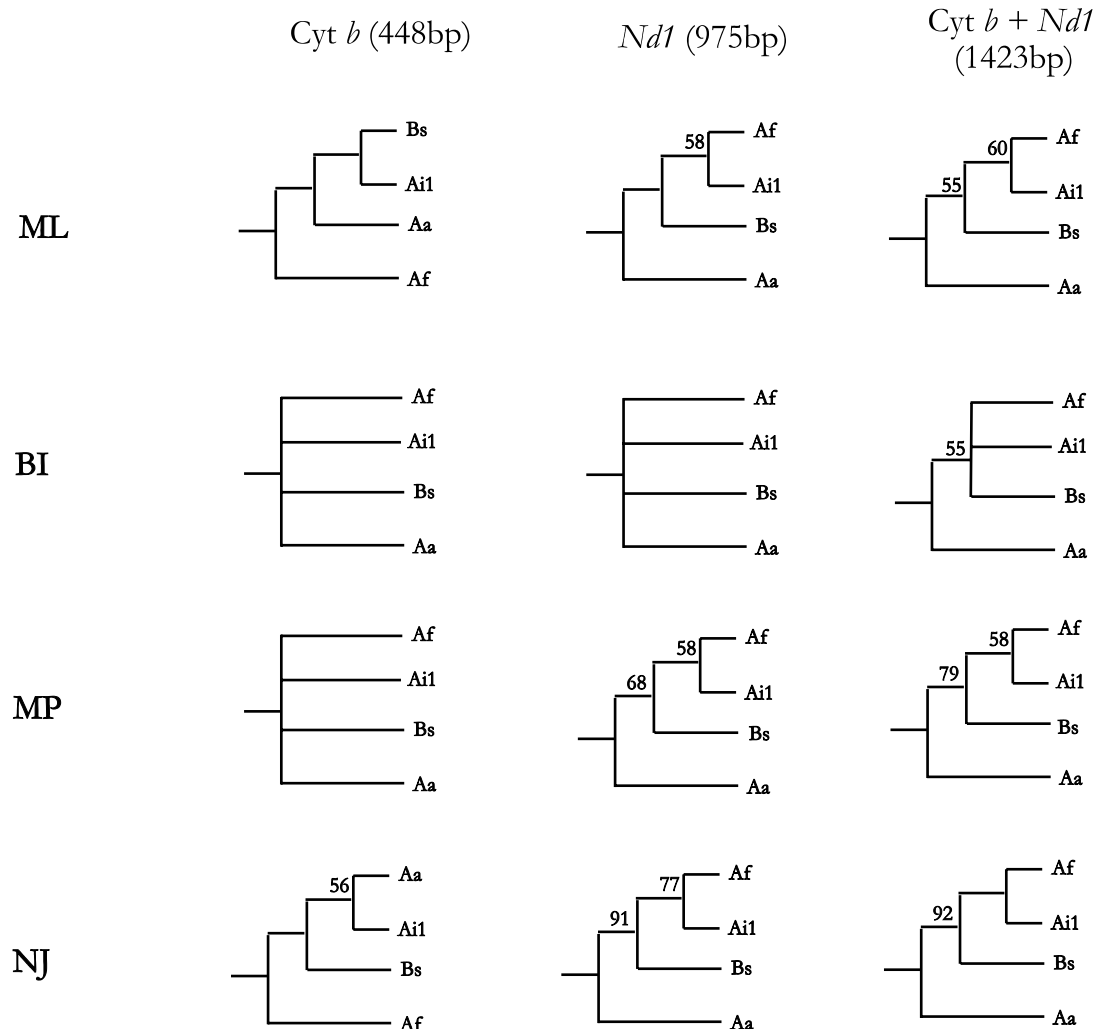 Cyt b (448bp)
Nd1 (975bp)
Cyt b + Nd1
(1423bp)
ML
Bs
Ai1
Aa
Af
58
Af
Ai1
Bs
Aa
60
55
Af
Ai1
Bs
Aa
BI
Af
Ai1
Bs
Aa
Af
Ai1
Bs
Aa
55
Af
Ai1
Bs
Aa
MP
Af
Ai1
Bs
Aa
58
68
Af
Ai1
Bs
Aa
58
79
Af
Ai1
Bs
Aa
NJ
56
Aa
Ai1
Bs
Af
77
91
Af
Ai1
Bs
Aa
92
Af
Ai1
Bs
Aa